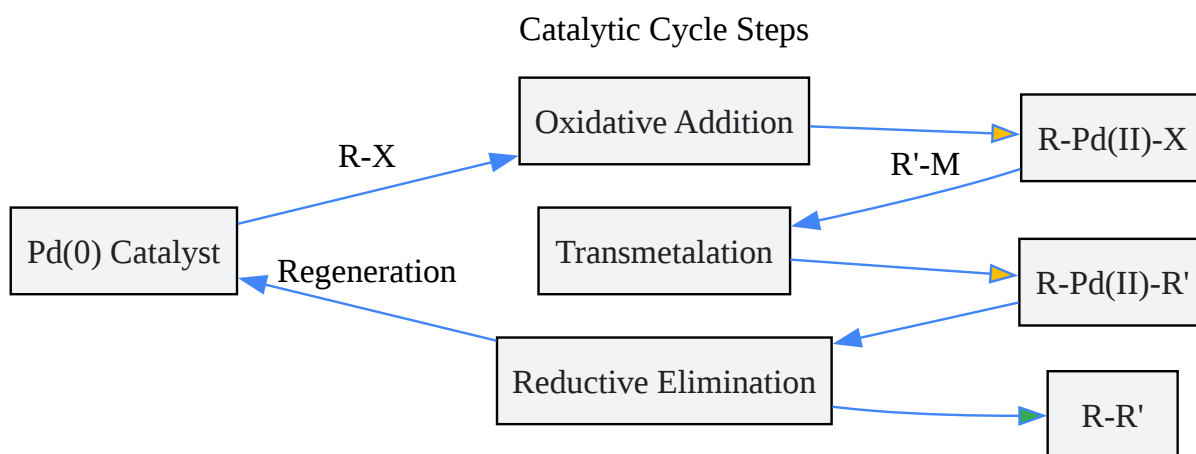 Catalytic Cycle Steps
Oxidative Addition
R-Pd(II)-X
R-X
R'-M
Pd(0) Catalyst
Transmetalation
Regeneration
R-Pd(II)-R'
Reductive Elimination
R-R'